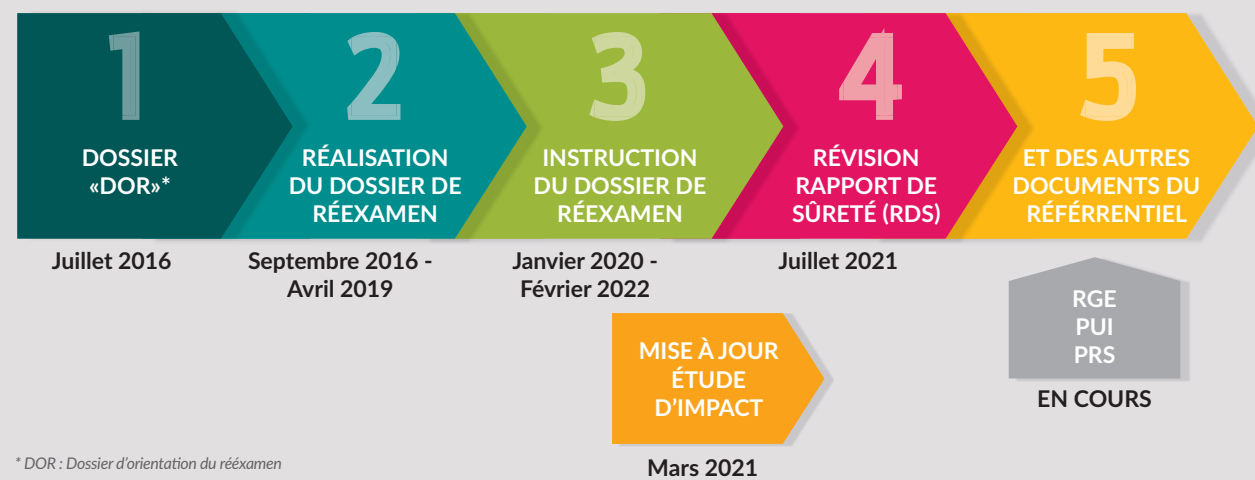 1
DOSSIER
«DOR»*
Juillet 2016
2
RÉALISATION
DU DOSSIER DE
RÉEXAMEN
Septembre 2016 -
Avril 2019
3
INSTRUCTION
DU DOSSIER DE
RÉEXAMEN
Janvier 2020 -
Février 2022
4
RÉVISION
RAPPORT DE
SÛRETÉ (RDS)
Juillet 2021
5
ET DES AUTRES
DOCUMENTS DU
RÉFÉRRENTIEL
RGE
PUI
PRS
EN COURS
MISE À JOUR
ÉTUDE
D'IMPACT
Mars 2021
* DOR : Dossier d'orientation du rééxamen